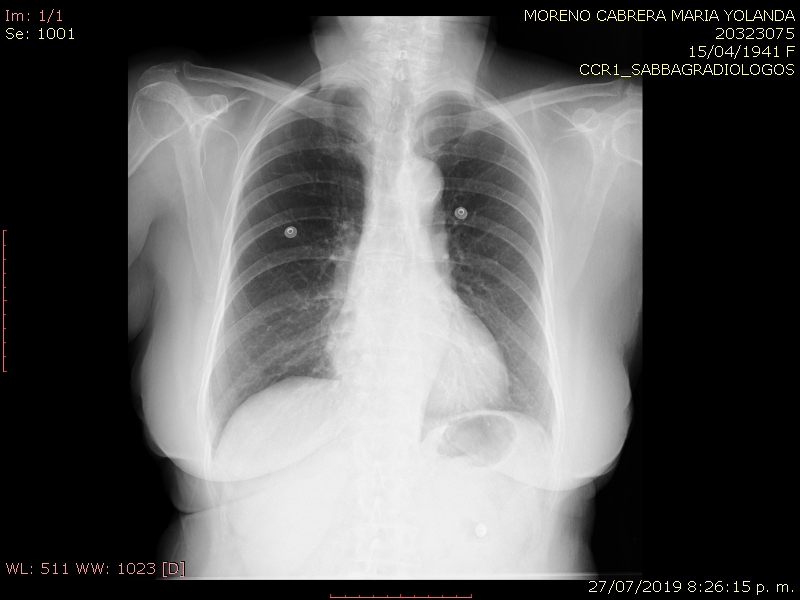 Im: 1/1
Se: 1001
MORENO CABRERA MARIA YOLANDA
20323075
15/04/1941 F
CCR1_SABBAGRADIOLOGOS
WL: 511 WW: 1023 [D]
27/07/2019 8:26:15 p. m.